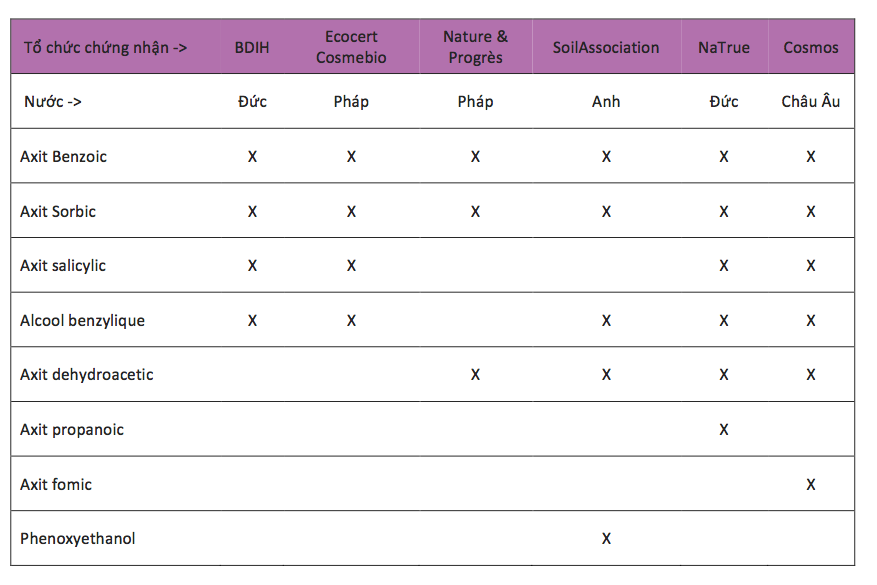 Tổ chức chứng nhận -> BDIH Ecocert Cosmebio Nature & Progrès SoilAssociation NaTrue Cosmos
Nước -> Đức Pháp Pháp Anh Đức Châu Âu
Axit Benzoic X X X X X X
Axit Sorbic X X X X X X
Axit salicylic X X X X
Alcool benzylique X X X X X
Axit dehydroacetic X X X X
Axit propanoic X
Axit fomic X
Phenoxyethanol X